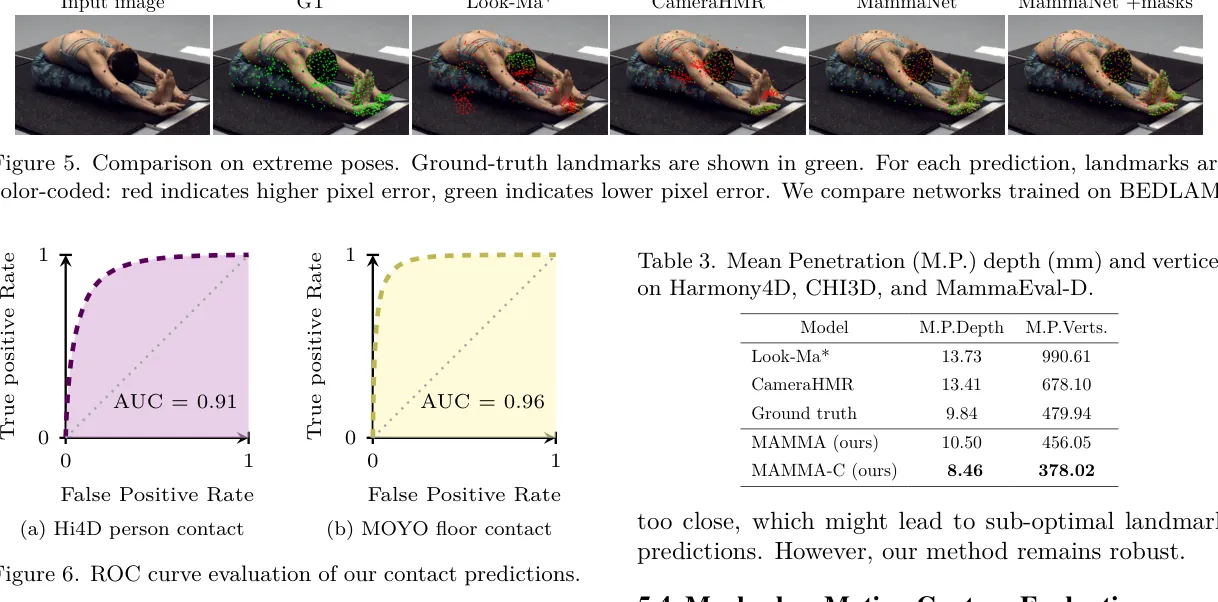 Input image GT Look-Ma* CameraHMR MammaNet MammaNet +masks
Figure 5. Comparison on extreme poses. Ground-truth landmarks are shown in green. For each prediction, landmarks ar
color-coded: red indicates higher pixel error, green indicates lower pixel error. We compare networks trained on BEDLAM
True positive Rate
1
0
0
1
AUC = 0.91
False Positive Rate
(a) Hi4D person contact
True positive Rate
1
0
0
1
AUC = 0.96
False Positive Rate
(b) MOYO floor contact
Figure 6. ROC curve evaluation of our contact predictions.
Table 3. Mean Penetration (M.P.) depth (mm) and vertice
on Harmony4D, CHI3D, and MammaEval-D.
Model M.P.Depth M.P.Verts.
Look-Ma* 13.73 990.61
CameraHMR 13.41 678.10
Ground truth 9.84 479.94
MAMMA (ours) 10.50 456.05
MAMMA-C (ours) 8.46 378.02
too close, which might lead to sub-optimal landmark
predictions. However, our method remains robust.